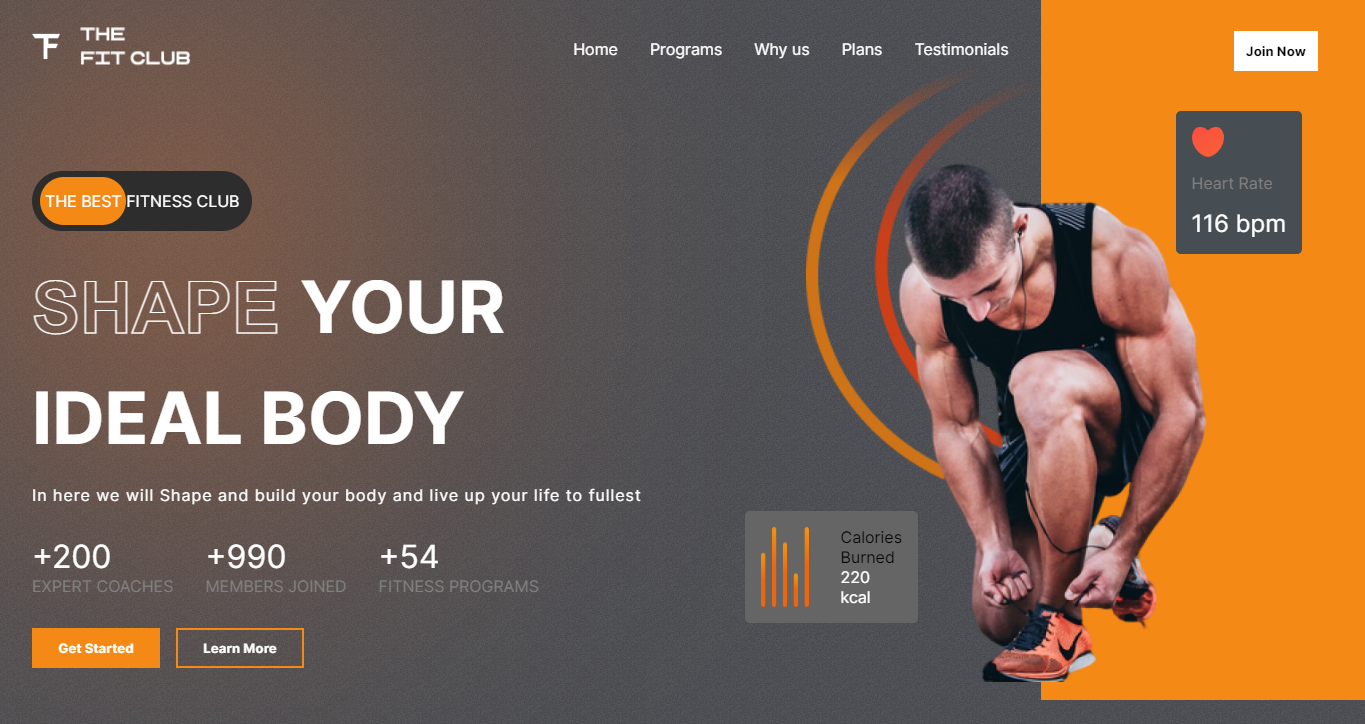 THE
FIT CLUB
Home Programs Why us Plans Testimonials
Join Now
Heart Rate
116 bpm
THE BEST FITNESS CLUB
SHAPE YOUR
IDEAL BODY
In here we will Shape and build your body and live up your life to fullest
+200 +990 +54
EXPERT COACHES MEMBERS JOINED FITNESS PROGRAMS
Calories
Burned
220
kcal
Get Started Learn More